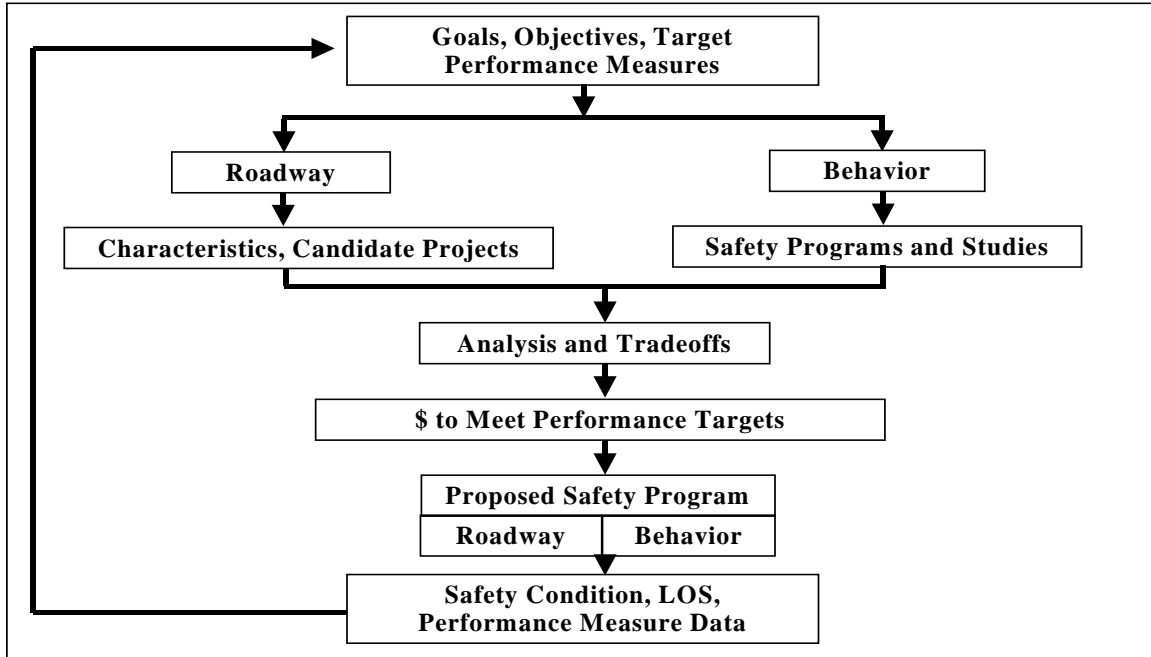 Goals, Objectives, Target
Performance Measures
Roadway
Behavior
Characteristics, Candidate Projects
Safety Programs and Studies
Analysis and Tradeoffs
$ to Meet Performance Targets
Proposed Safety Program
Roadway
Behavior
Safety Condition, LOS,
Performance Measure Data